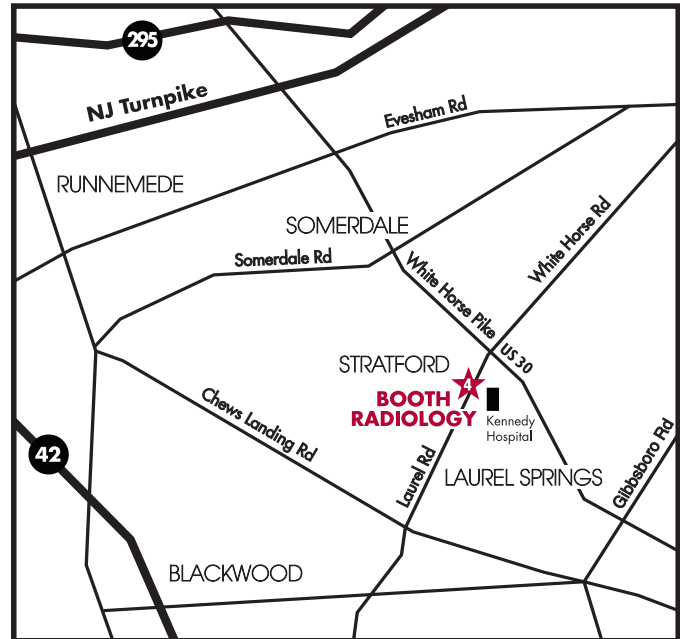 295
NJ Turnpike
Evesham Rd
RUNNEMEDE
SOMERDALE
White Horse Rd
Somerdale Rd
White Horse Pike
US 30
STRATFORD
4
BOOTH
RADIOLOGY
Kennedy
Hospital
Chews Landing Rd
42
Laurel Rd
LAUREL SPRINGS
Gibbsboro Rd
BLACKWOOD